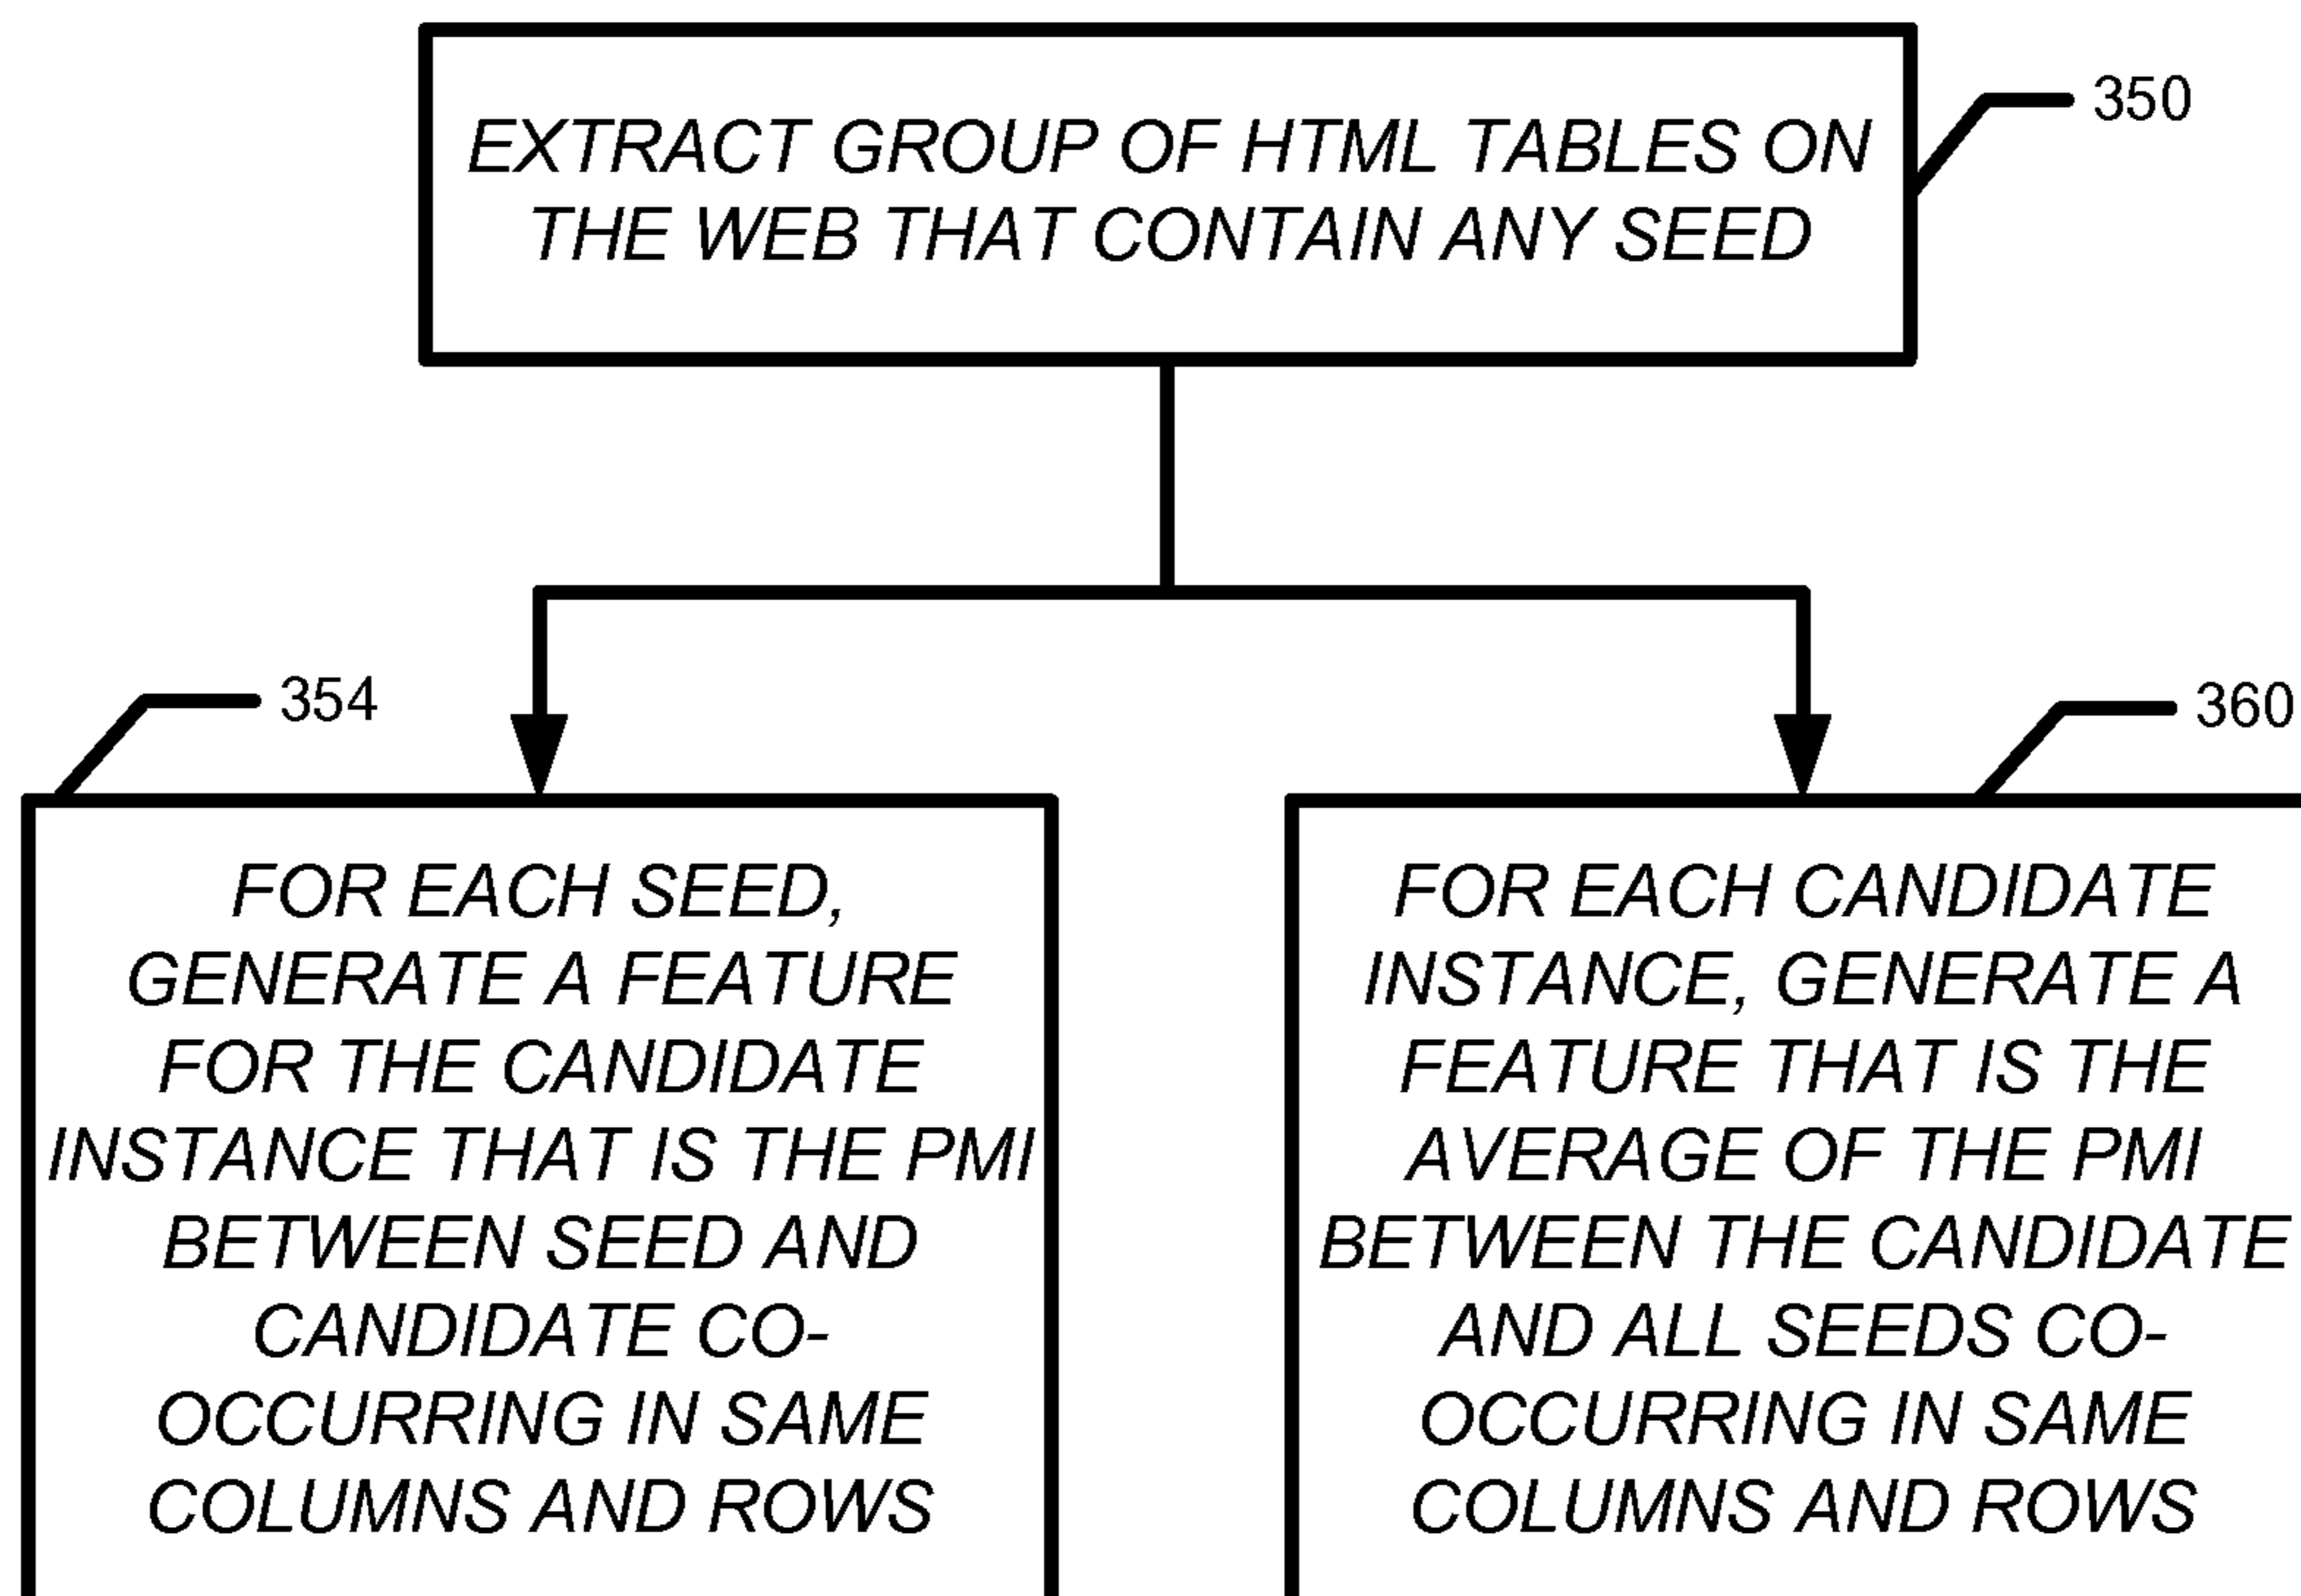 EXTRACT GROUP OF HTML TABLES ON
THE WEB THAT CONTAIN ANY SEED
350
354
FOR EACH SEED,
GENERATE A FEATURE
FOR THE CANDIDATE
INSTANCE THAT IS THE PMI
BETWEEN SEED AND
CANDIDATE CO-
OCCURRING IN SAME
COLUMNS AND ROWS
360
FOR EACH CANDIDATE
INSTANCE, GENERATE A
FEATURE THAT IS THE
AVERAGE OF THE PMI
BETWEEN THE CANDIDATE
AND ALL SEEDS CO-
OCCURRING IN SAME
COLUMNS AND ROWS